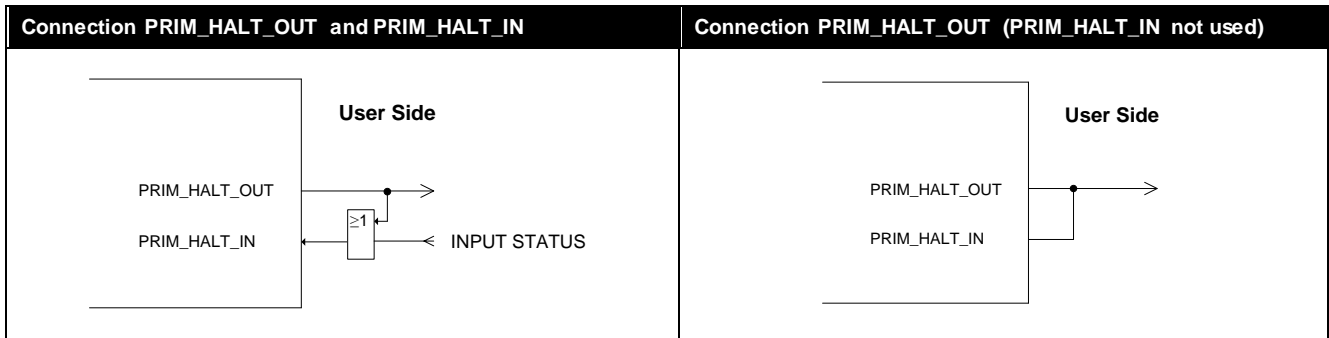 Connection PRIM_HALT_OUT and PRIM_HALT_IN
User Side
PRIM_HALT_OUT
≥1
PRIM_HALT_IN
INPUT STATUS
Connection PRIM_HALT_OUT (PRIM_HALT_IN not used)
User Side
PRIM_HALT_OUT
PRIM_HALT_IN